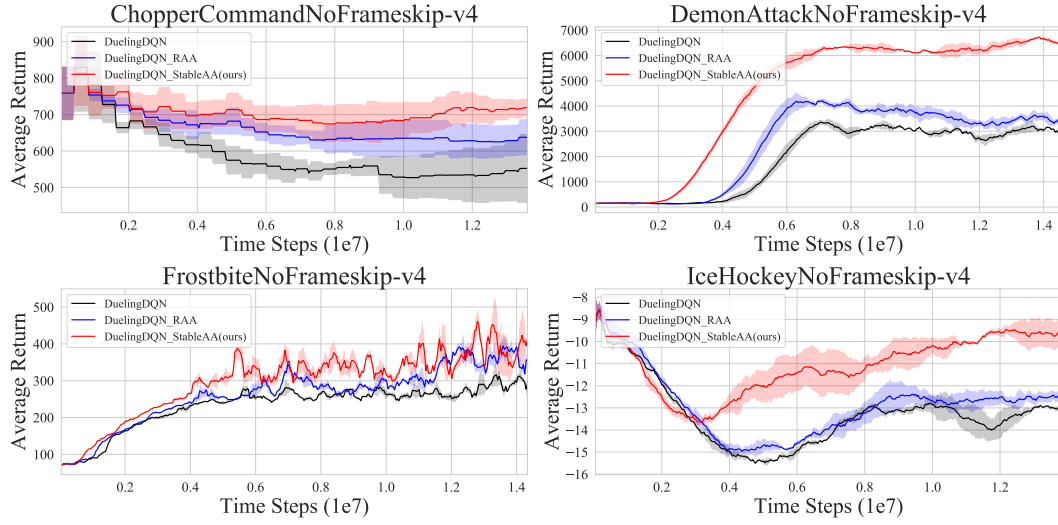 ChopperCommandNoFrameskip-v4
900
800
700
600
500
Average Return
DuelingDQN
DuelingDQN_RAA
DuelingDQN_StableAA(ours)
0.2 0.4 0.6 0.8 1.0 1.2
Time Steps (1e7)
DemonAttackNoFrameskip-v4
7000
6000
5000
4000
3000
2000
1000
0
Average Return
DuelingDQN
DuelingDQN_RAA
DuelingDQN_StableAA(ours)
0.2 0.4 0.6 0.8 1.0 1.2 1.4
Time Steps (1e7)
FrostbiteNoFrameskip-v4
500
400
300
200
100
Average Return
DuelingDQN
DuelingDQN_RAA
DuelingDQN_StableAA(ours)
0.2 0.4 0.6 0.8 1.0 1.2 1.4
Time Steps (1e7)
IceHockeyNoFrameskip-v4
−8
−9
−10
−11
−12
−13
−14
−15
−16
Average Return
DuelingDQN
DuelingDQN_RAA
DuelingDQN_StableAA(ours)
0.2 0.4 0.6 0.8 1.0 1.2
Time Steps (1e7)